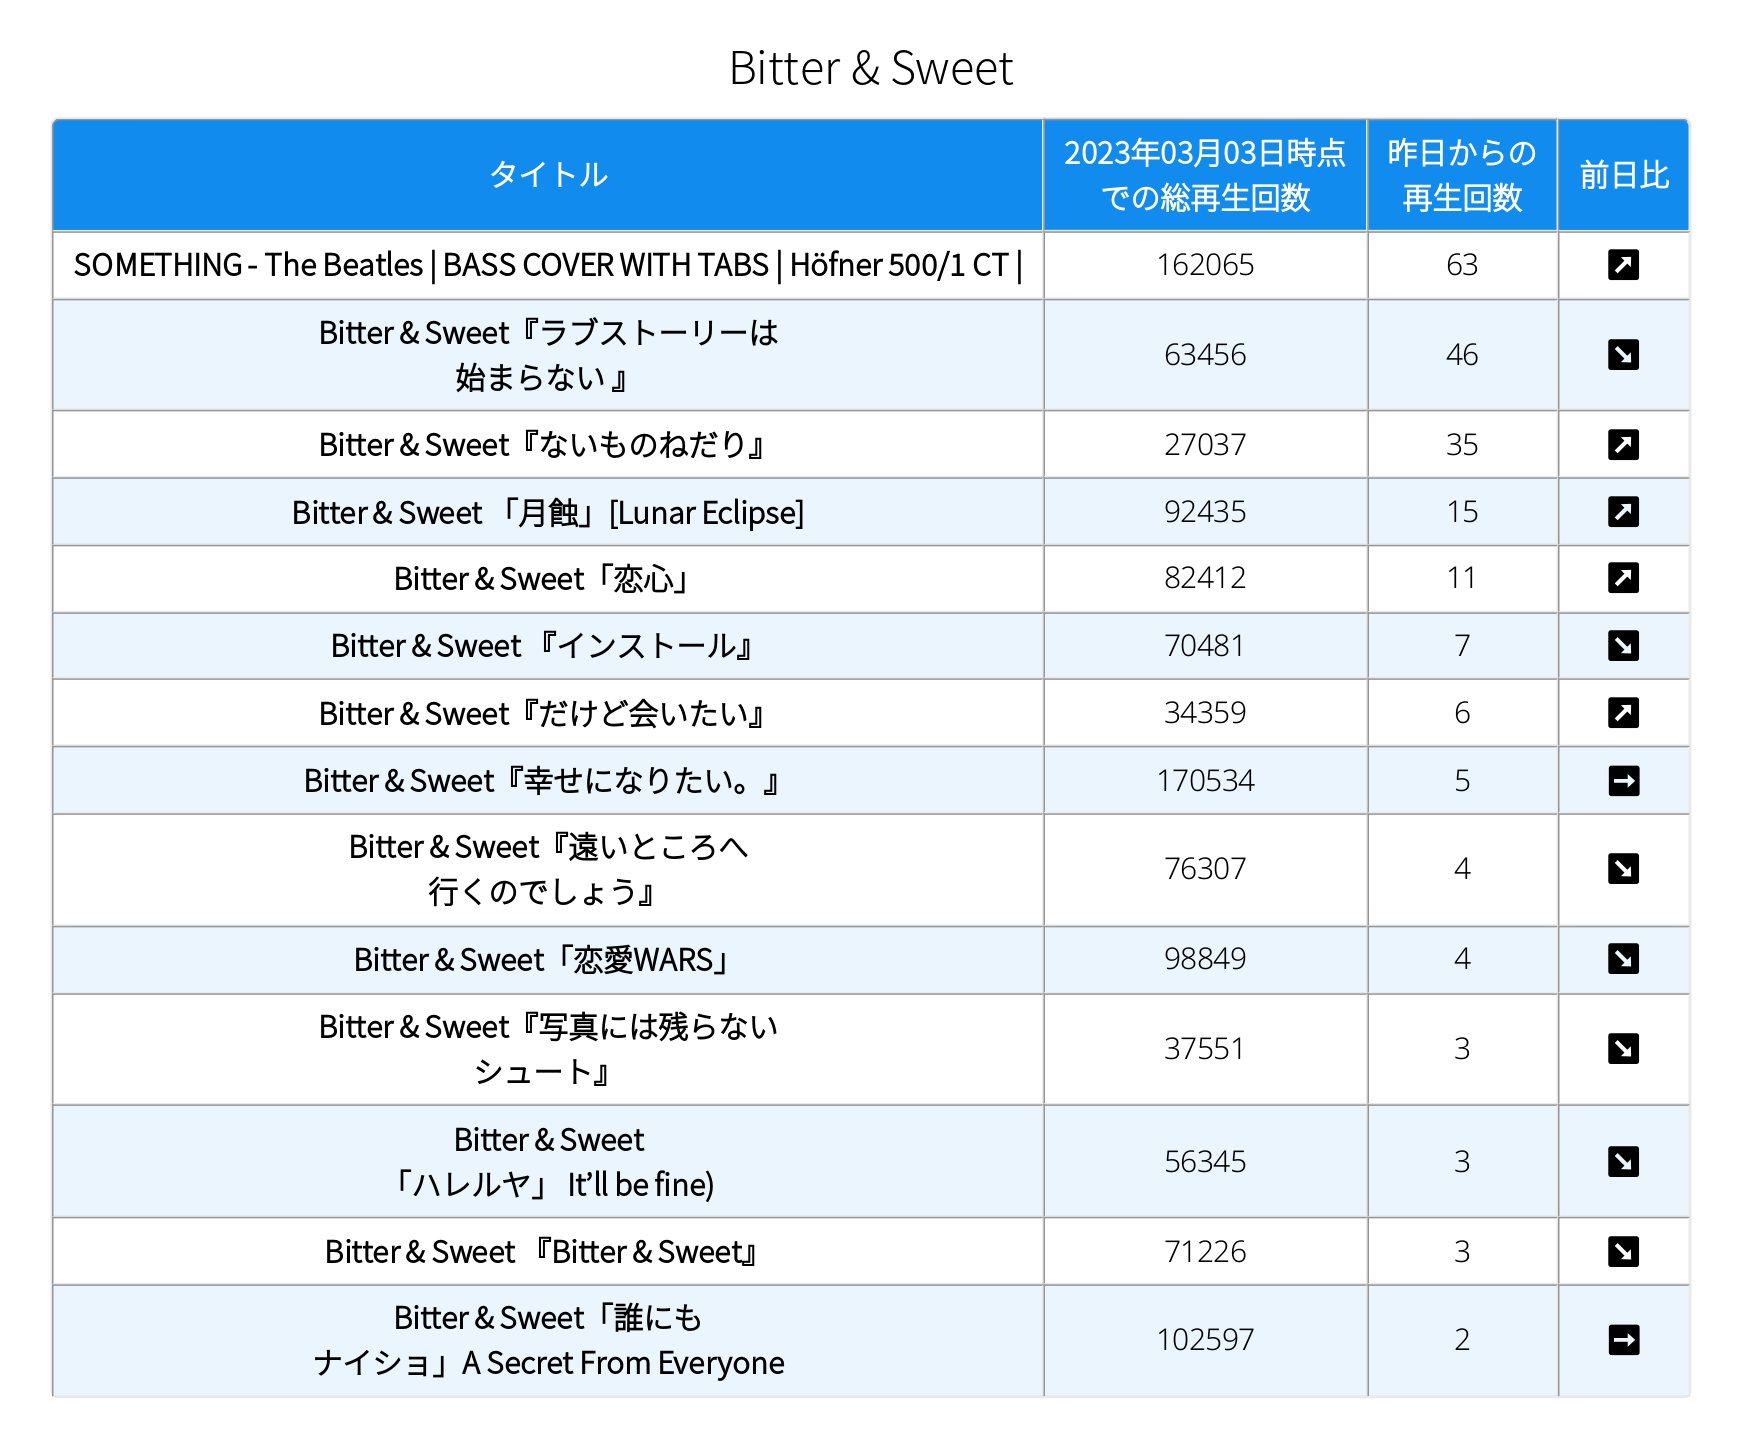 Bitter & Sweet
タイトル
2023年03月03日時点
での総再生回数
昨日からの
再生回数
前日比
SOMETHING - The Beatles | BASS COVER WITH TABS | Höfner 500/1 CT |
162065
63
Bitter & Sweet『ラブストーリーは
始まらない 』
63456
46
Bitter & Sweet『ないものねだり』
27037
35
Bitter & Sweet 「月蝕」[Lunar Eclipse]
92435
15
Bitter & Sweet「恋心」
82412
11
Bitter & Sweet 『インストール』
70481
7
Bitter & Sweet『だけど会いたい』
34359
6
Bitter & Sweet『幸せになりたい。』
170534
5
Bitter & Sweet『遠いところへ
行くのでしょう』
76307
4
Bitter & Sweet「恋愛WARS」
98849
4
Bitter & Sweet『写真には残らない
シュート』
37551
3
Bitter & Sweet
「ハレルヤ」 It’ll be fine)
56345
3
Bitter & Sweet 『Bitter & Sweet』
71226
3
Bitter & Sweet「誰にも
ナイショ」A Secret From Everyone
102597
2